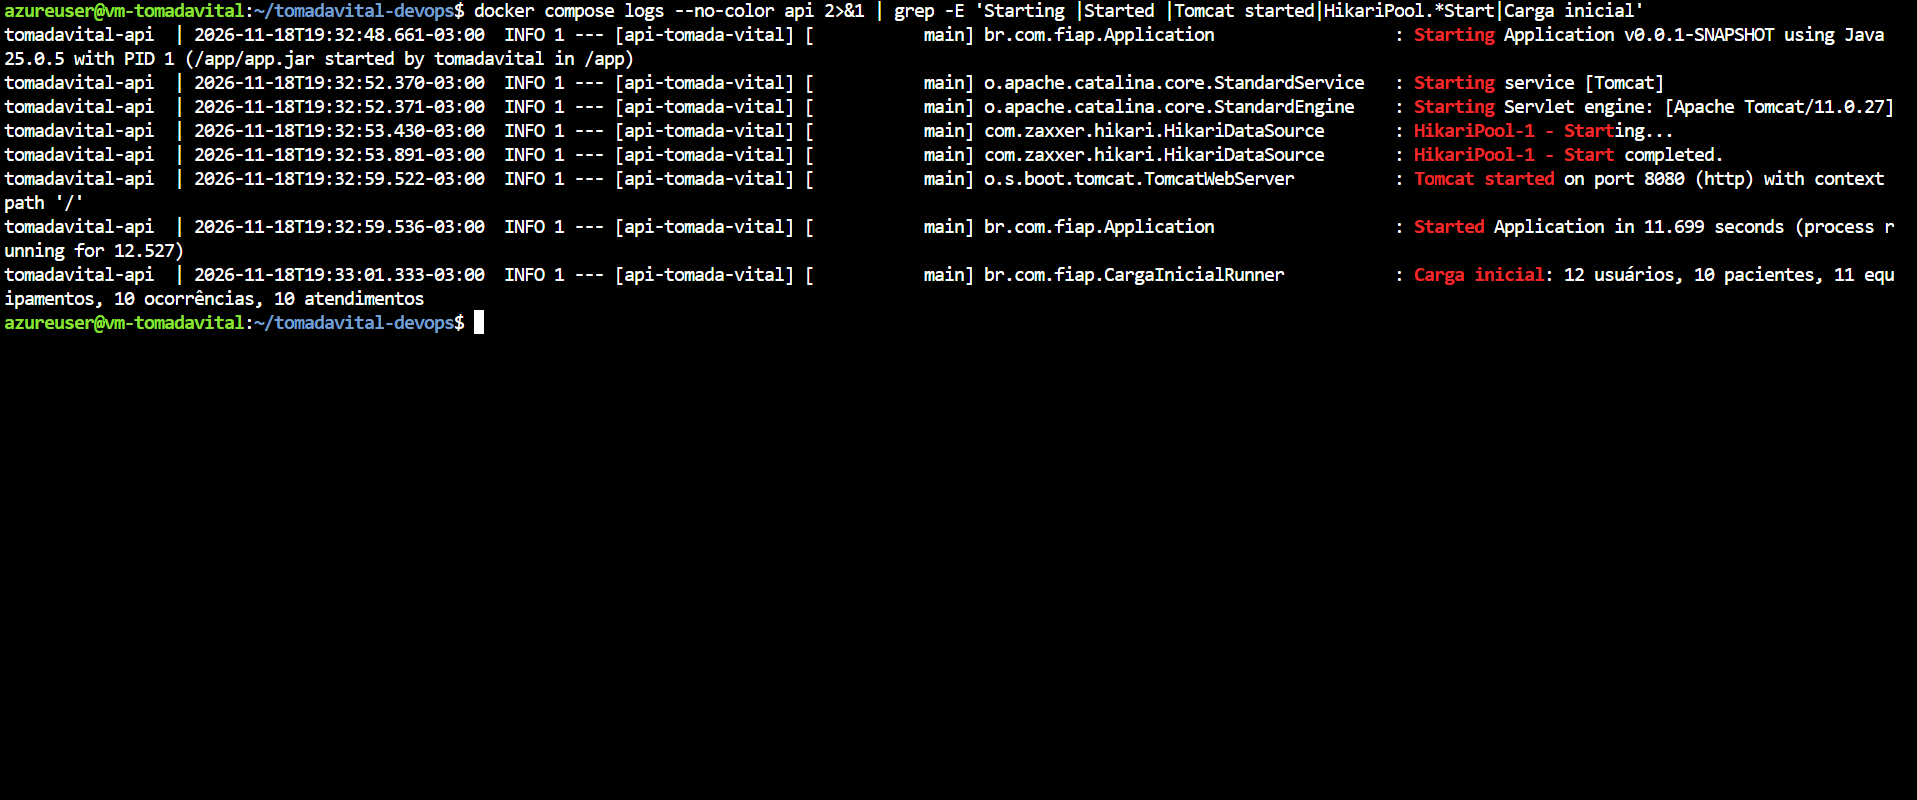 azureuser@vm-tomadavital:~/tomadavital-devops$ docker compose logs --no-color api 2>&1 | grep -E 'Starting |Started |Tomcat started|HikariPool.*Start|Carga inicial'
tomadavital-api  | 2026-11-18T19:32:48.661-03:00  INFO 1 --- [api-tomada-vital] [           main] br.com.fiap.Application                  : Starting Application v0.0.1-SNAPSHOT using Java
25.0.5 with PID 1 (/app/app.jar started by tomadavital in /app)
tomadavital-api  | 2026-11-18T19:32:52.370-03:00  INFO 1 --- [api-tomada-vital] [           main] o.apache.catalina.core.StandardService   : Starting service [Tomcat]
tomadavital-api  | 2026-11-18T19:32:52.371-03:00  INFO 1 --- [api-tomada-vital] [           main] o.apache.catalina.core.StandardEngine    : Starting Servlet engine: [Apache Tomcat/11.0.27]
tomadavital-api  | 2026-11-18T19:32:53.430-03:00  INFO 1 --- [api-tomada-vital] [           main] com.zaxxer.hikari.HikariDataSource       : HikariPool-1 - Starting...
tomadavital-api  | 2026-11-18T19:32:53.891-03:00  INFO 1 --- [api-tomada-vital] [           main] com.zaxxer.hikari.HikariDataSource       : HikariPool-1 - Start completed.
tomadavital-api  | 2026-11-18T19:32:59.522-03:00  INFO 1 --- [api-tomada-vital] [           main] o.s.boot.tomcat.TomcatWebServer          : Tomcat started on port 8080 (http) with context
path '/'
tomadavital-api  | 2026-11-18T19:32:59.536-03:00  INFO 1 --- [api-tomada-vital] [           main] br.com.fiap.Application                  : Started Application in 11.699 seconds (process r
unning for 12.527)
tomadavital-api  | 2026-11-18T19:33:01.333-03:00  INFO 1 --- [api-tomada-vital] [           main] br.com.fiap.CargaInicialRunner           : Carga inicial: 12 usuários, 10 pacientes, 11 equ
ipamentos, 10 ocorrências, 10 atendimentos
azureuser@vm-tomadavital:~/tomadavital-devops$